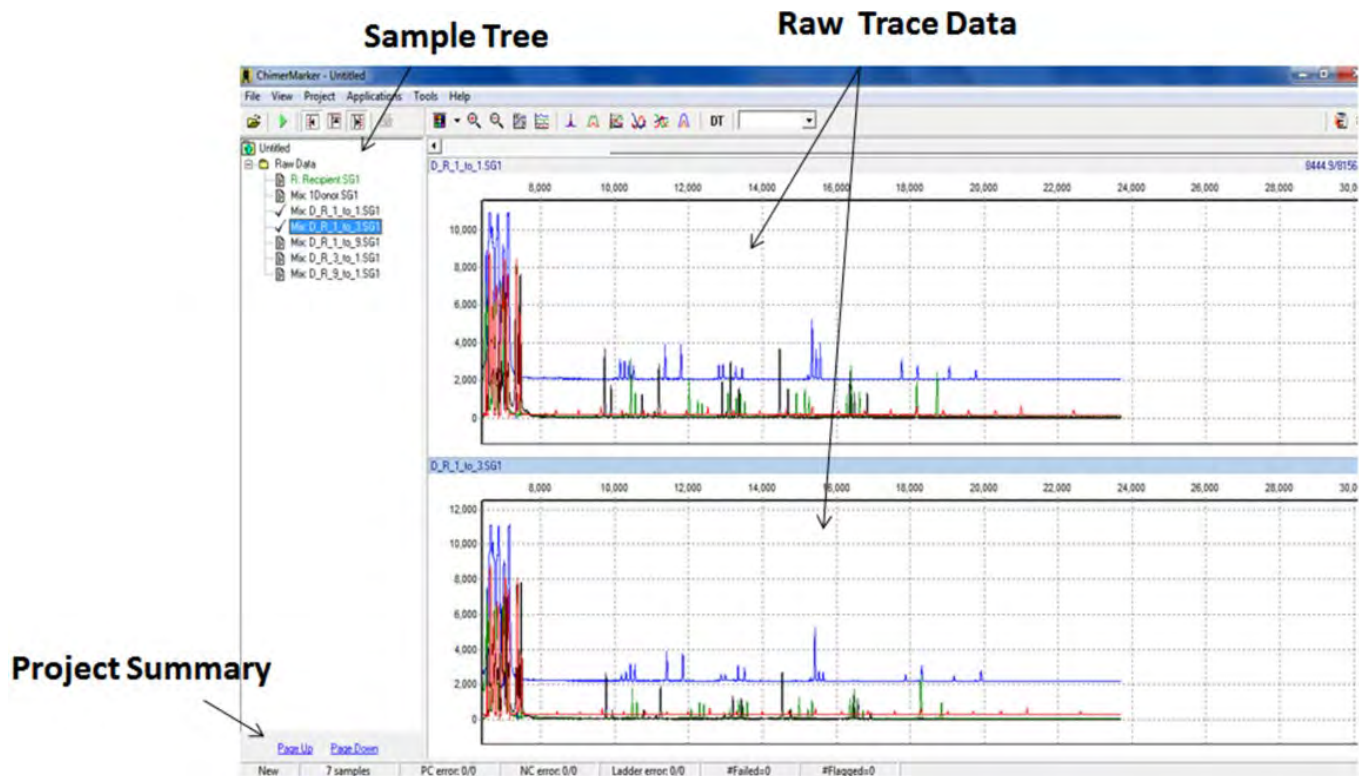 Sample Tree
Raw Trace Data
ChimerMarker - Untitled
File View Project Applications Tools Help
DT
Untitled
Raw Data
R: Recipient.SG1
Mix: 1Donor.SG1
Mix: D_R_1_to_1.SG1
Mix: D_R_1_to_3.SG1
Mix: D_R_1_to_9.SG1
Mix: D_R_3_to_1.SG1
Mix: D_R_9_to_1.SG1
D_R_1_to_1.SG1
8,000 10,000 12,000 14,000 16,000 18,000 20,000 22,000 24,000 26,000 28,000
10,000
8,000
6,000
4,000
2,000
0
D_R_1_to_3.SG1
8,000 10,000 12,000 14,000 16,000 18,000 20,000 22,000 24,000 26,000 28,000
12,000
10,000
8,000
6,000
4,000
2,000
0
Project Summary
Page Up Page Down
New 7 samples PC error: 0/0 NC error: 0/0 Ladder error: 0/0 #Failed=0 #Flagged=0